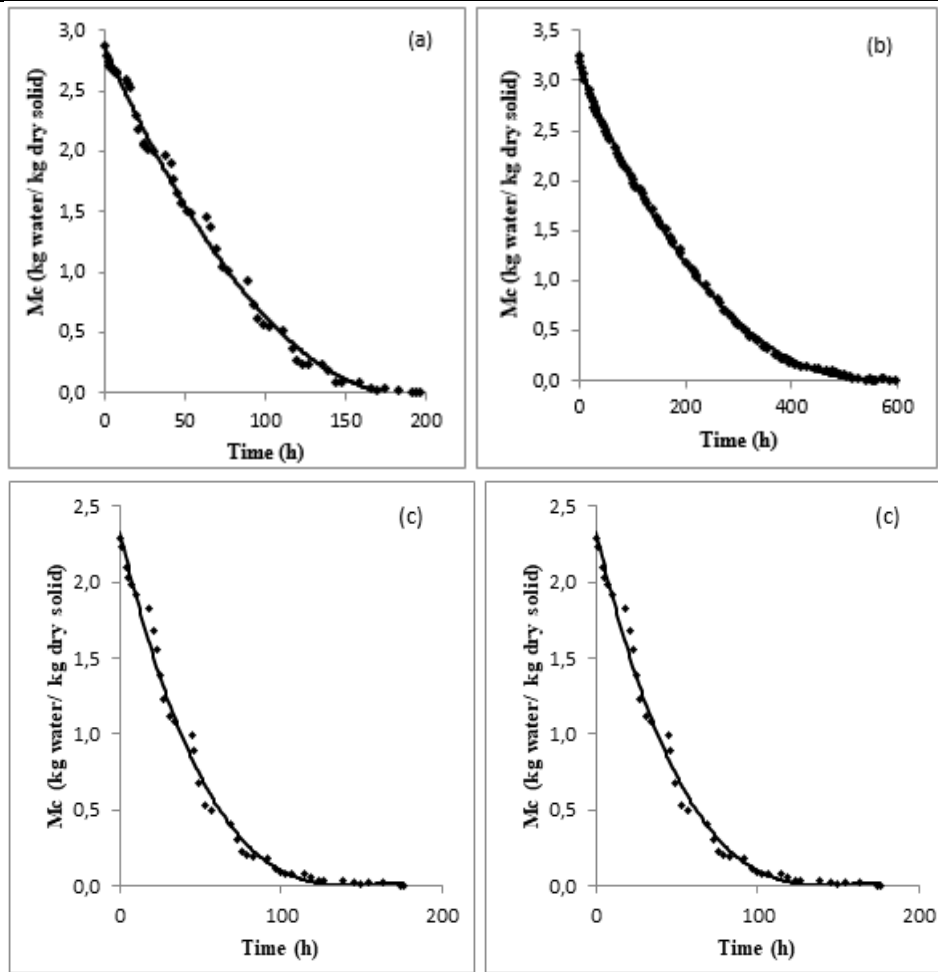 (a)
Mc (kg water/ kg dry solid)
3,0
2,5
2,0
1,5
1,0
0,5
0,0
0 50 100 150 200
Time (h)
(b)
Mc (kg water/ kg dry solid)
3,5
3,0
2,5
2,0
1,5
1,0
0,5
0,0
0 200 400 600
Time (h)
(c)
Mc (kg water/ kg dry solid)
2,5
2,0
1,5
1,0
0,5
0,0
0 100 200
Time (h)
(c)
Mc (kg water/ kg dry solid)
2,5
2,0
1,5
1,0
0,5
0,0
0 100 200
Time (h)